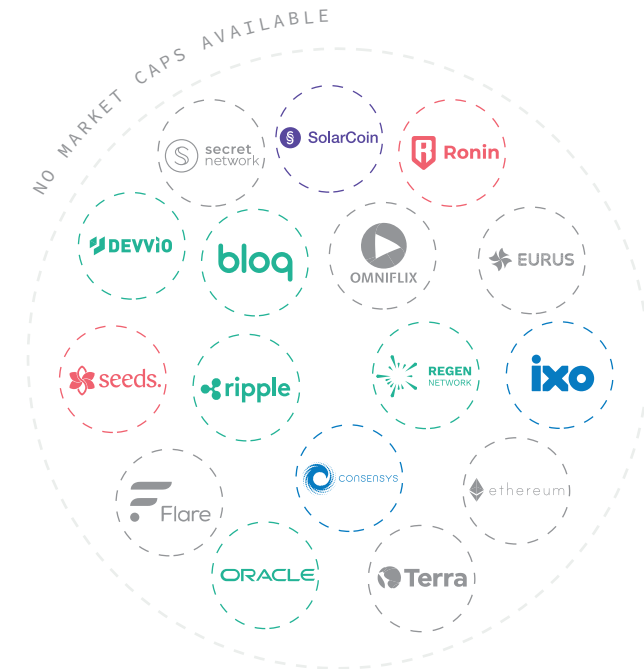 NO MARKET CAPS AVAILABLE
secret
network
SolarCoin
Ronin
DEVViO
bloq
OMNIFLIX
EURUS
seeds.
ripple
REGEN
NETWORK
ixo
Flare
CONSENSYS
ethereum
ORACLE
Terra